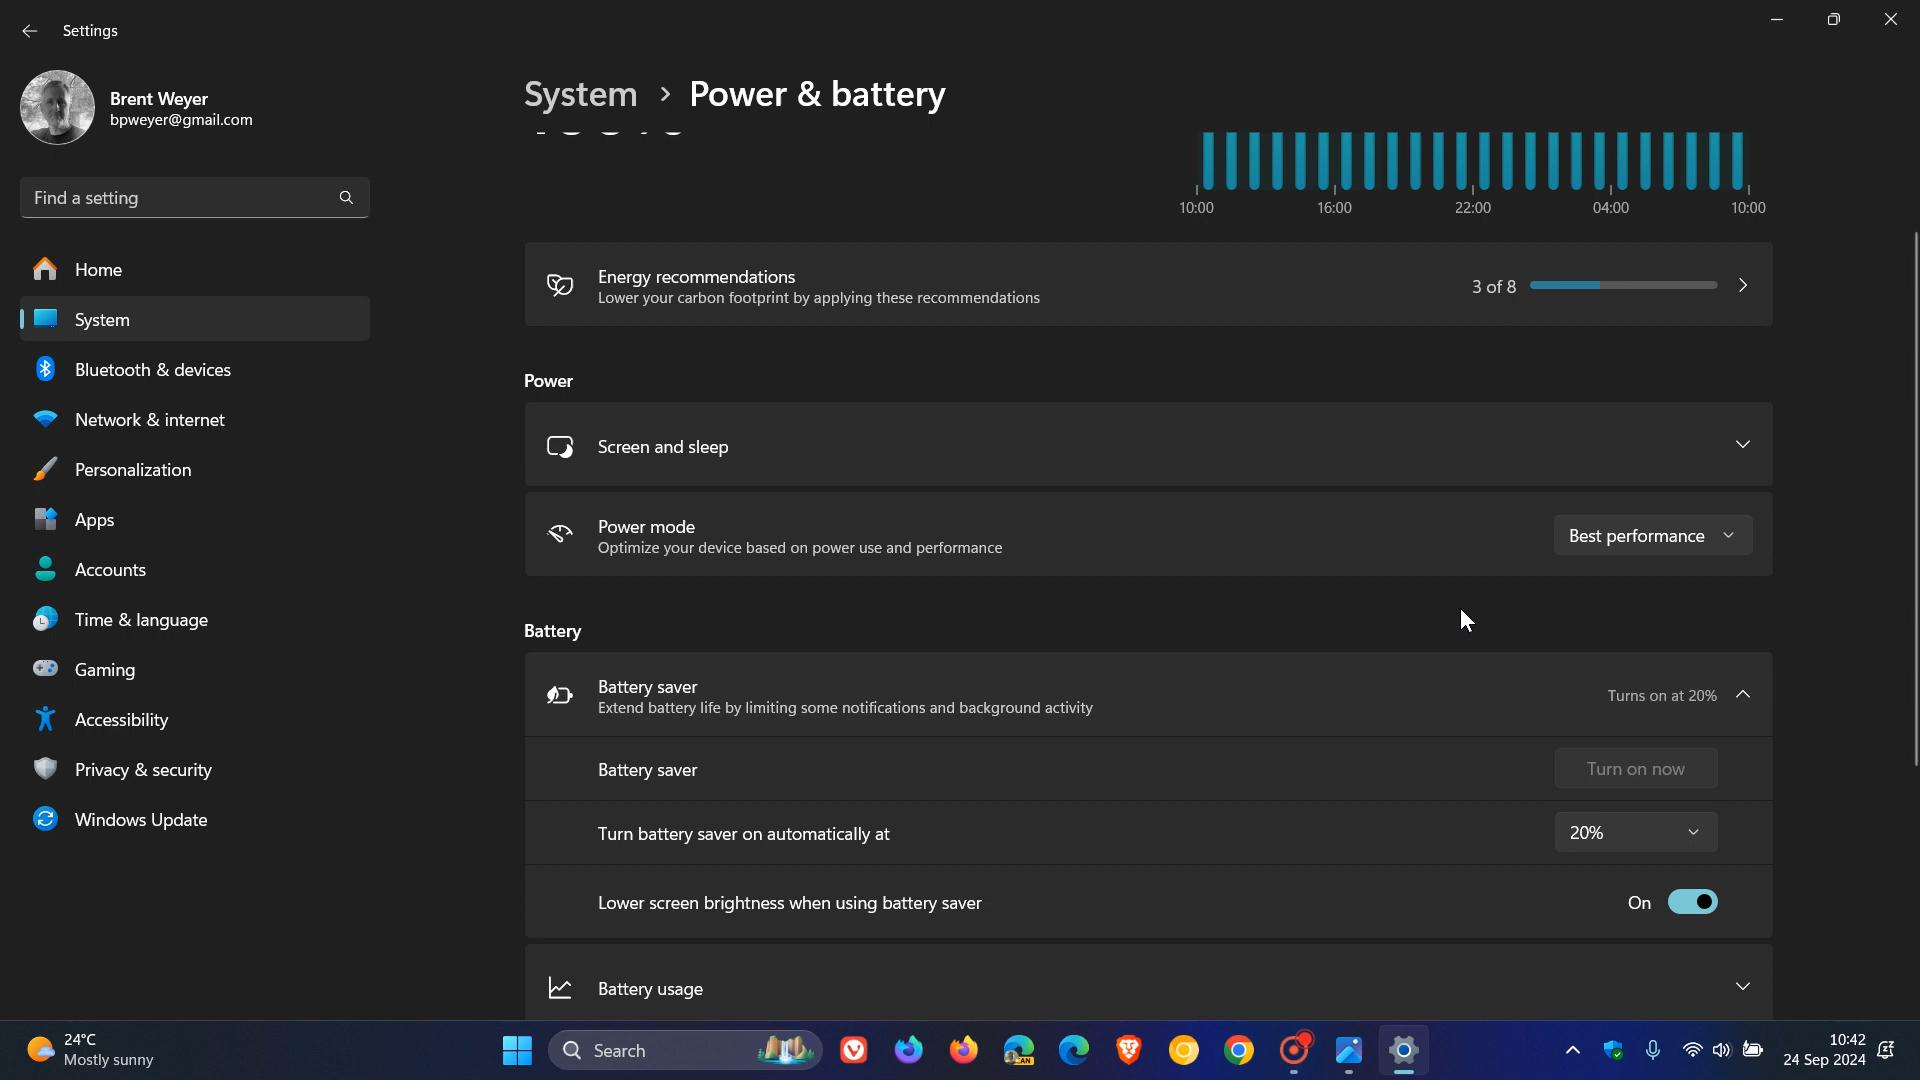 Settings
Brent Weyer
bpweyer@gmail.com
Find a setting
Home
System
Bluetooth & devices
Network & internet
Personalization
Apps
Accounts
Time & language
Gaming
Accessibility
Privacy & security
Windows Update
System > Power & battery
10:00 16:00 22:00 04:00 10:00
Energy recommendations
Lower your carbon footprint by applying these recommendations
3 of 8
Power
Screen and sleep
Power mode
Optimize your device based on power use and performance
Best performance
Battery
Battery saver
Extend battery life by limiting some notifications and background activity
Turns on at 20%
Battery saver
Turn on now
Turn battery saver on automatically at
20%
Lower screen brightness when using battery saver
On
Battery usage
24°C
Mostly sunny
Search
CAN
10:42
24 Sep 2024